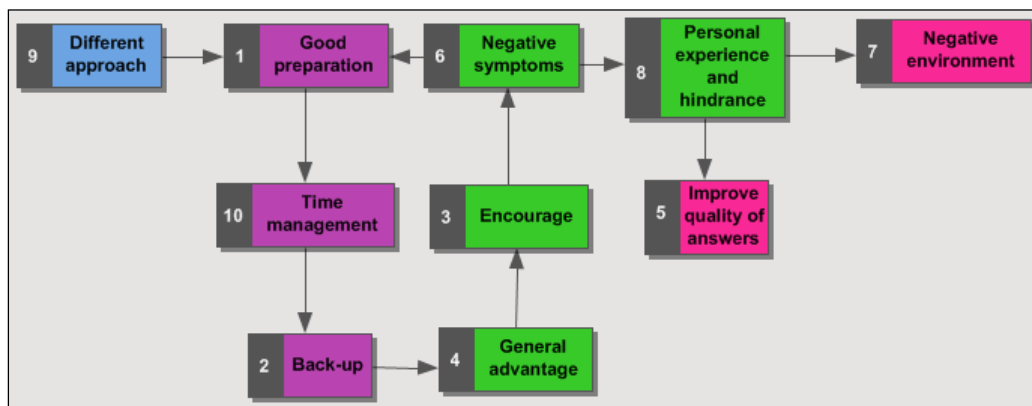 9
Different
approach
1
Good
preparation
6
Negative
symptoms
8
Personal
experience
and
hindrance
7
Negative
environment
10
Time
management
3
Encourage
5
Improve
quality of
answers
2
Back-up
4
General
advantage